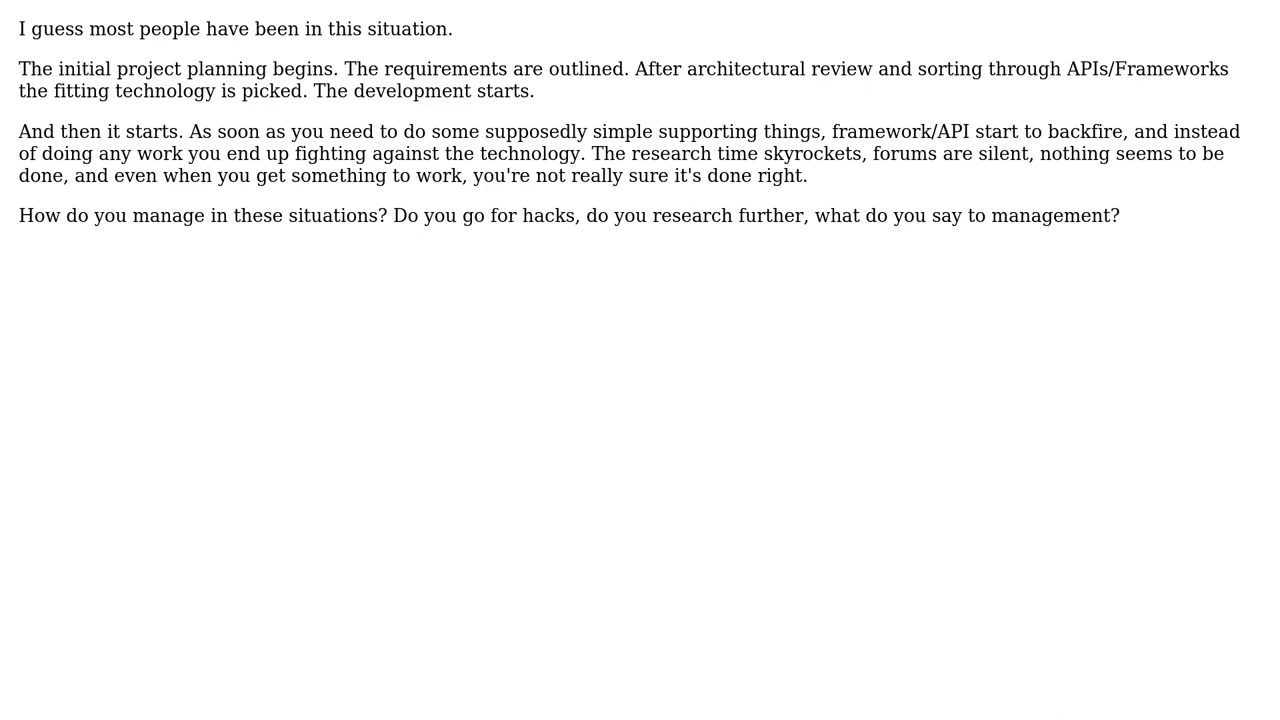 I guess most people have been in this situation.
The initial project planning begins. The requirements are outlined. After architectural review and sorting through APIs/Frameworks
the fitting technology is picked. The development starts.
And then it starts. As soon as you need to do some supposedly simple supporting things, framework/API start to backfire, and instead
of doing any work you end up fighting against the technology. The research time skyrockets, forums are silent, nothing seems to be
done, and even when you get something to work, you're not really sure it's done right.
How do you manage in these situations? Do you go for hacks, do you research further, what do you say to management?